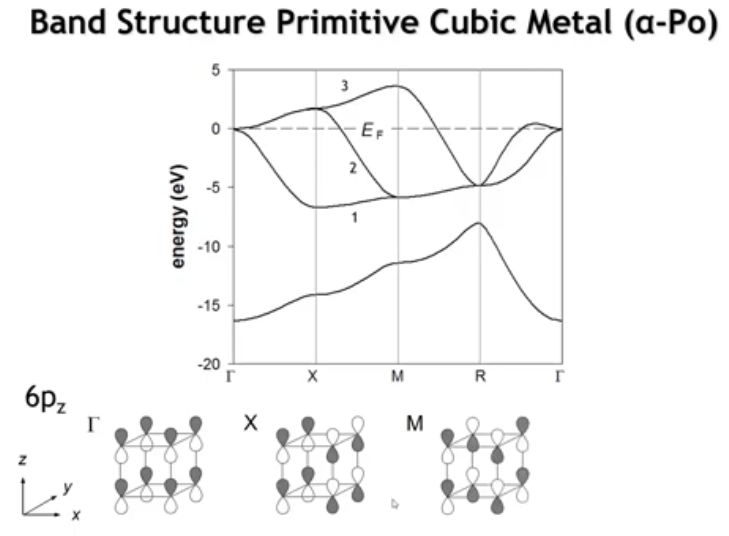 Band Structure Primitive Cubic Metal (α-Po)
5
3
0
E_F
energy (eV)
2
-5
1
-10
-15
-20
Γ X M R Γ
6p_z
Γ X M
z
y
x